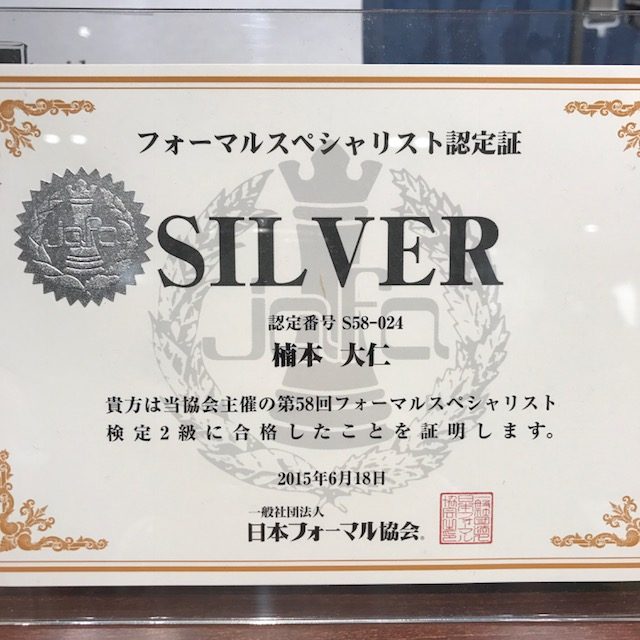 フォーマルスペシャリスト認定証
jafa
SILVER
jafa
認定番号 S58-024
楠本 大仁
貴方は当協会主催の第58回フォーマルスペシャリスト
検定2級に合格したことを証明します。
2015年6月18日
一般社団法人
日本フォーマル協会®